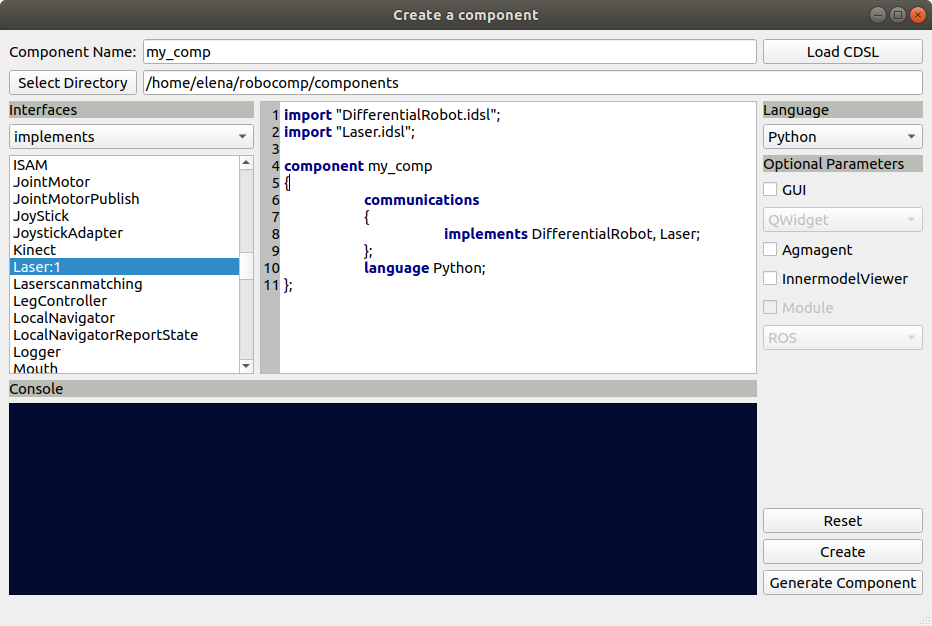 Create a component
Component Name: my_comp Load CDSL
Select Directory /home/elena/robocomp/components
Interfaces
implements
ISAM
JointMotor
JointMotorPublish
JoyStick
JoystickAdapter
Kinect
Laser:1
Laserscanmatching
LegController
LocalNavigator
LocalNavigatorReportState
Logger
Mouth
1 import "DifferentialRobot.idsl";
2 import "Laser.idsl";
3
4 component my_comp
5 {
6 communications
7 {
8 implements DifferentialRobot, Laser;
9 };
10 language Python;
11 };
Language
Python
Optional Parameters
GUI
QWidget
Agmagent
InnermodelViewer
Module
ROS
Console
Reset
Create
Generate Component